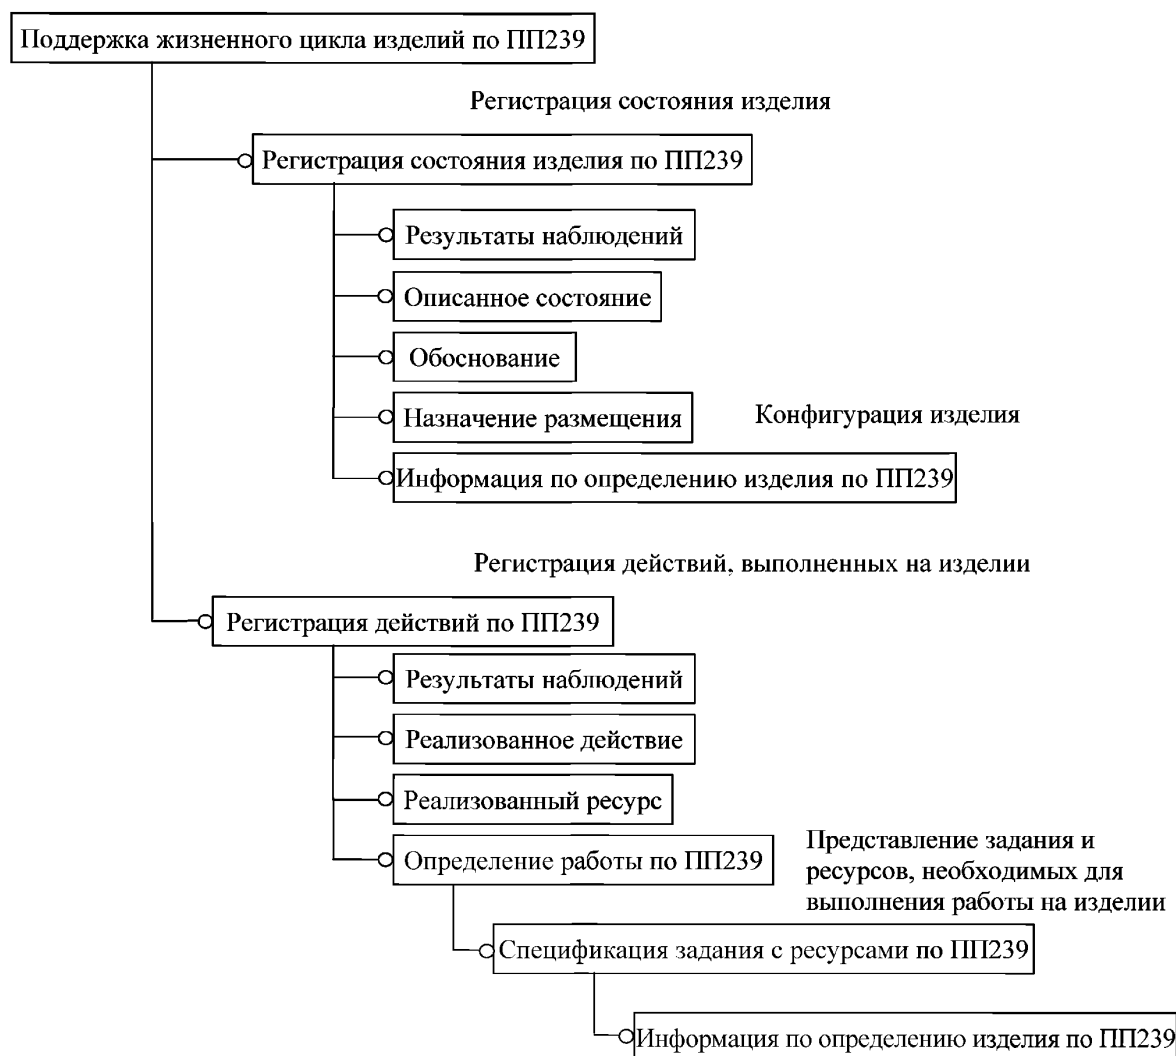 Поддержка жизненного цикла изделий по ПП239
Регистрация состояния изделия
Регистрация состояния изделия по ПП239
Результаты наблюдений
Описанное состояние
Обоснование
Назначение размещения
Конфигурация изделия
Информация по определению изделия по ПП239
Регистрация действий, выполненных на изделии
Регистрация действий по ПП239
Результаты наблюдений
Реализованное действие
Реализованный ресурс
Определение работы по ПП239
Представление задания и
ресурсов, необходимых для
выполнения работы на изделии
Спецификация задания с ресурсами по ПП239
Информация по определению изделия по ПП239